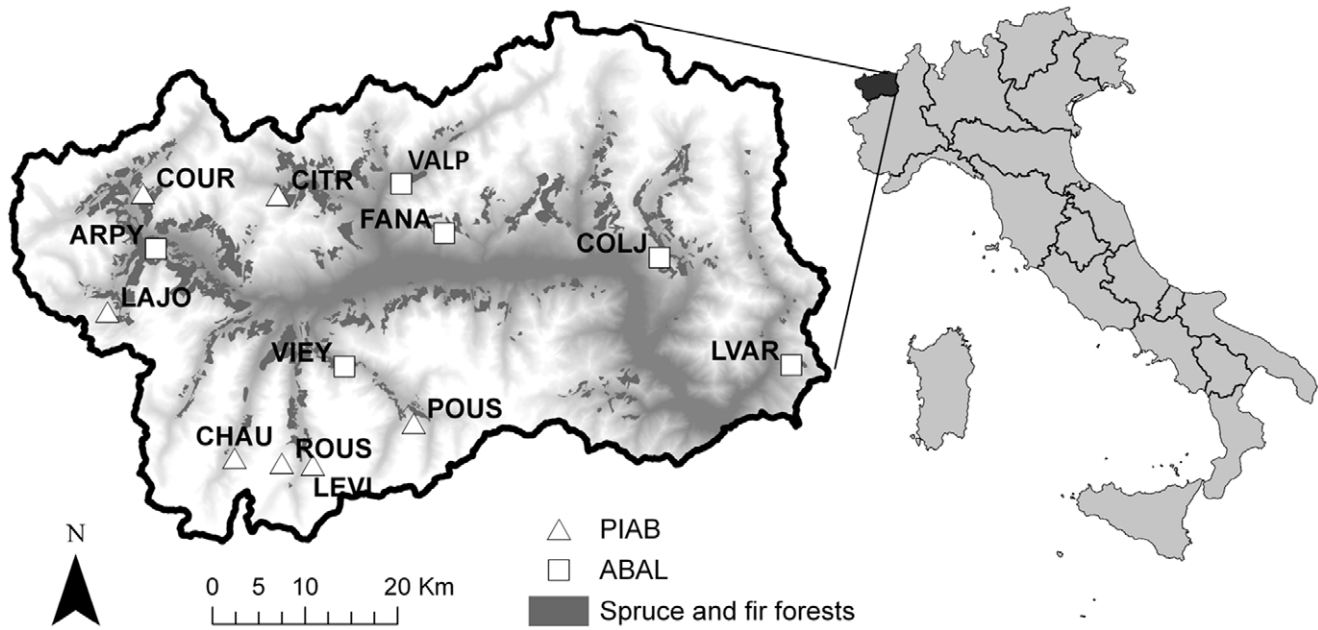 VALP
COUR
CITR
FANA
ARPY
COLJ
LAJO
VIEY
LVAR
POUS
CHAU
ROUS
LEVI
N
0 5 10 20 Km
PIAB
ABAL
Spruce and fir forests